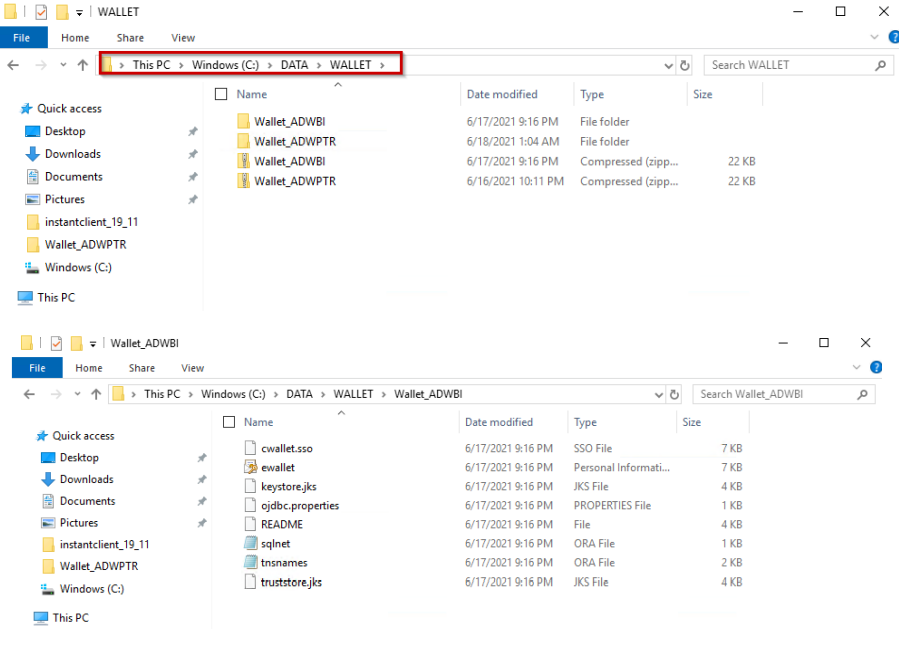 WALLET
File Home Share View
This PC > Windows (C:) > DATA > WALLET > Search WALLET
Name Date modified Type Size
Quick access
Desktop
Downloads
Documents
Pictures
instantclient_19_11
Wallet_ADWPTR
Windows (C:)
This PC
Wallet_ADWBI 6/17/2021 9:16 PM File folder
Wallet_ADWPTR 6/18/2021 1:04 AM File folder
Wallet_ADWBI 6/17/2021 9:16 PM Compressed (zipp... 22 KB
Wallet_ADWPTR 6/16/2021 10:11 PM Compressed (zipp... 22 KB
Wallet_ADWBI
File Home Share View
This PC > Windows (C:) > DATA > WALLET > Wallet_ADWBI Search Wallet_ADWBI
Name Date modified Type Size
Quick access
Desktop
Downloads
Documents
Pictures
instantclient_19_11
Wallet_ADWPTR
Windows (C:)
This PC
cwallet.sso 6/17/2021 9:16 PM SSO File 7 KB
ewallet 6/17/2021 9:16 PM Personal Informati... 7 KB
keystore.jks 6/17/2021 9:16 PM JKS File 4 KB
ojdbc.properties 6/17/2021 9:16 PM PROPERTIES File 1 KB
README 6/17/2021 9:16 PM File 4 KB
sqlnet 6/17/2021 9:16 PM ORA File 1 KB
tnsnames 6/17/2021 9:16 PM ORA File 2 KB
truststore.jks 6/17/2021 9:16 PM JKS File 4 KB